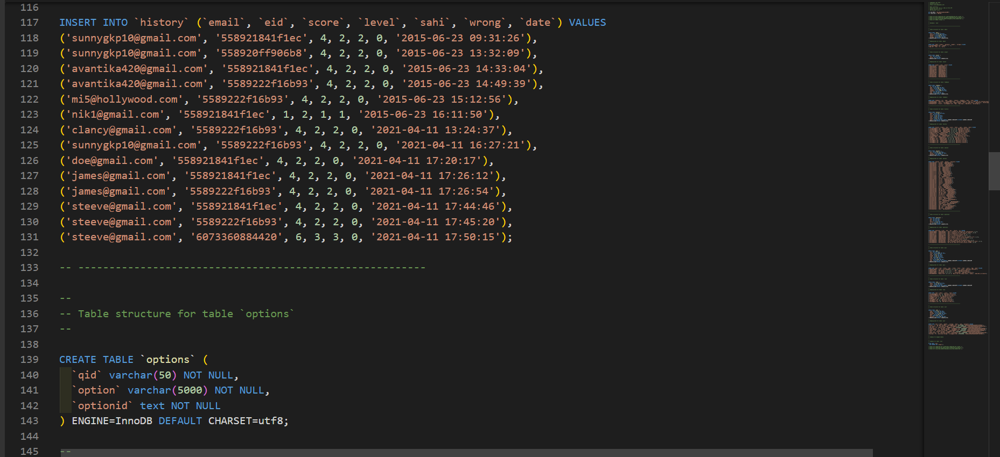 116
117 INSERT INTO `history` (`email`, `eid`, `score`, `level`, `sahi`, `wrong`, `date`) VALUES
118 ('sunnygkp10@gmail.com', '558921841f1ec', 4, 2, 2, 0, '2015-06-23 09:31:26'),
119 ('sunnygkp10@gmail.com', '558920ff906b8', 4, 2, 2, 0, '2015-06-23 13:32:09'),
120 ('avantika420@gmail.com', '558921841f1ec', 4, 2, 2, 0, '2015-06-23 14:33:04'),
121 ('avantika420@gmail.com', '5589222f16b93', 4, 2, 2, 0, '2015-06-23 14:49:39'),
122 ('mi5@hollywood.com', '5589222f16b93', 4, 2, 2, 0, '2015-06-23 15:12:56'),
123 ('nik1@gmail.com', '558921841f1ec', 1, 2, 1, 1, '2015-06-23 16:11:50'),
124 ('clancy@gmail.com', '5589222f16b93', 4, 2, 2, 0, '2021-04-11 13:24:37'),
125 ('sunnygkp10@gmail.com', '5589222f16b93', 4, 2, 2, 0, '2021-04-11 16:27:21'),
126 ('doe@gmail.com', '558921841f1ec', 4, 2, 2, 0, '2021-04-11 17:20:17'),
127 ('james@gmail.com', '558921841f1ec', 4, 2, 2, 0, '2021-04-11 17:26:12'),
128 ('james@gmail.com', '5589222f16b93', 4, 2, 2, 0, '2021-04-11 17:26:54'),
129 ('steeve@gmail.com', '558921841f1ec', 4, 2, 2, 0, '2021-04-11 17:44:46'),
130 ('steeve@gmail.com', '5589222f16b93', 4, 2, 2, 0, '2021-04-11 17:45:20'),
131 ('steeve@gmail.com', '6073360884420', 6, 3, 3, 0, '2021-04-11 17:50:15');
132
133 -- --------------------------------------------------------
134
135 --
136 -- Table structure for table `options`
137 --
138
139 CREATE TABLE `options` (
140 `qid` varchar(50) NOT NULL,
141 `option` varchar(5000) NOT NULL,
142 `optionid` text NOT NULL
143 ) ENGINE=InnoDB DEFAULT CHARSET=utf8;
144
145 --